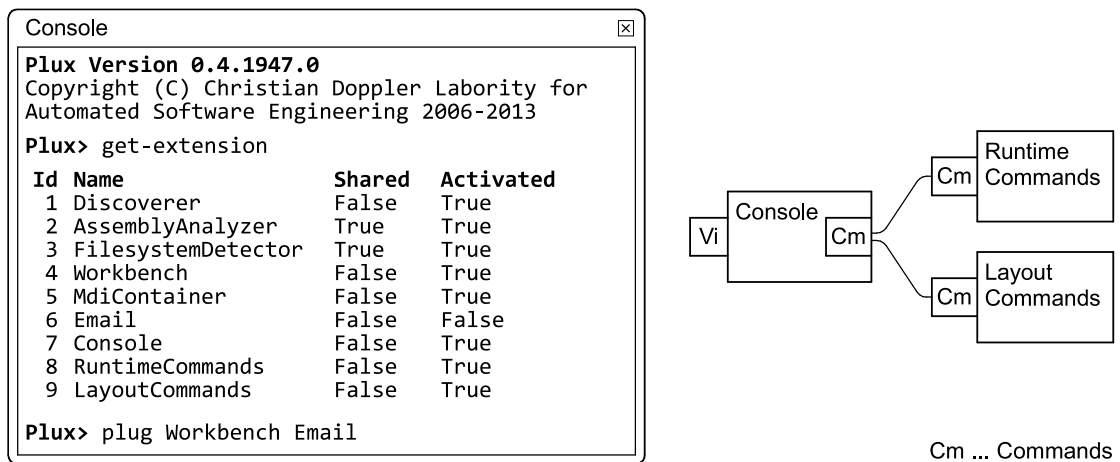 Console
Plux Version 0.4.1947.0
Copyright (C) Christian Doppler Labority for
Automated Software Engineering 2006-2013
Plux> get-extension
Id Name Shared Activated
1 Discoverer False True
2 AssemblyAnalyzer True True
3 FilesystemDetector True True
4 Workbench False True
5 MdiContainer False True
6 Email False False
7 Console False True
8 RuntimeCommands False True
9 LayoutCommands False True
Plux> plug Workbench Email
Vi
Console
Cm
Cm
Runtime
Commands
Cm
Layout
Commands
Cm ... Commands